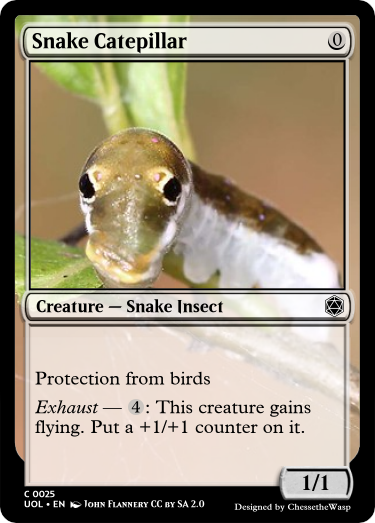 Snake Catepillar 0
Creature — Snake Insect
Protection from birds
Exhaust — 4: This creature gains
flying. Put a +1/+1 counter on it.
1/1
C 0025
UOL • EN John Flannery CC by SA 2.0
Designed by ChessetheWasp